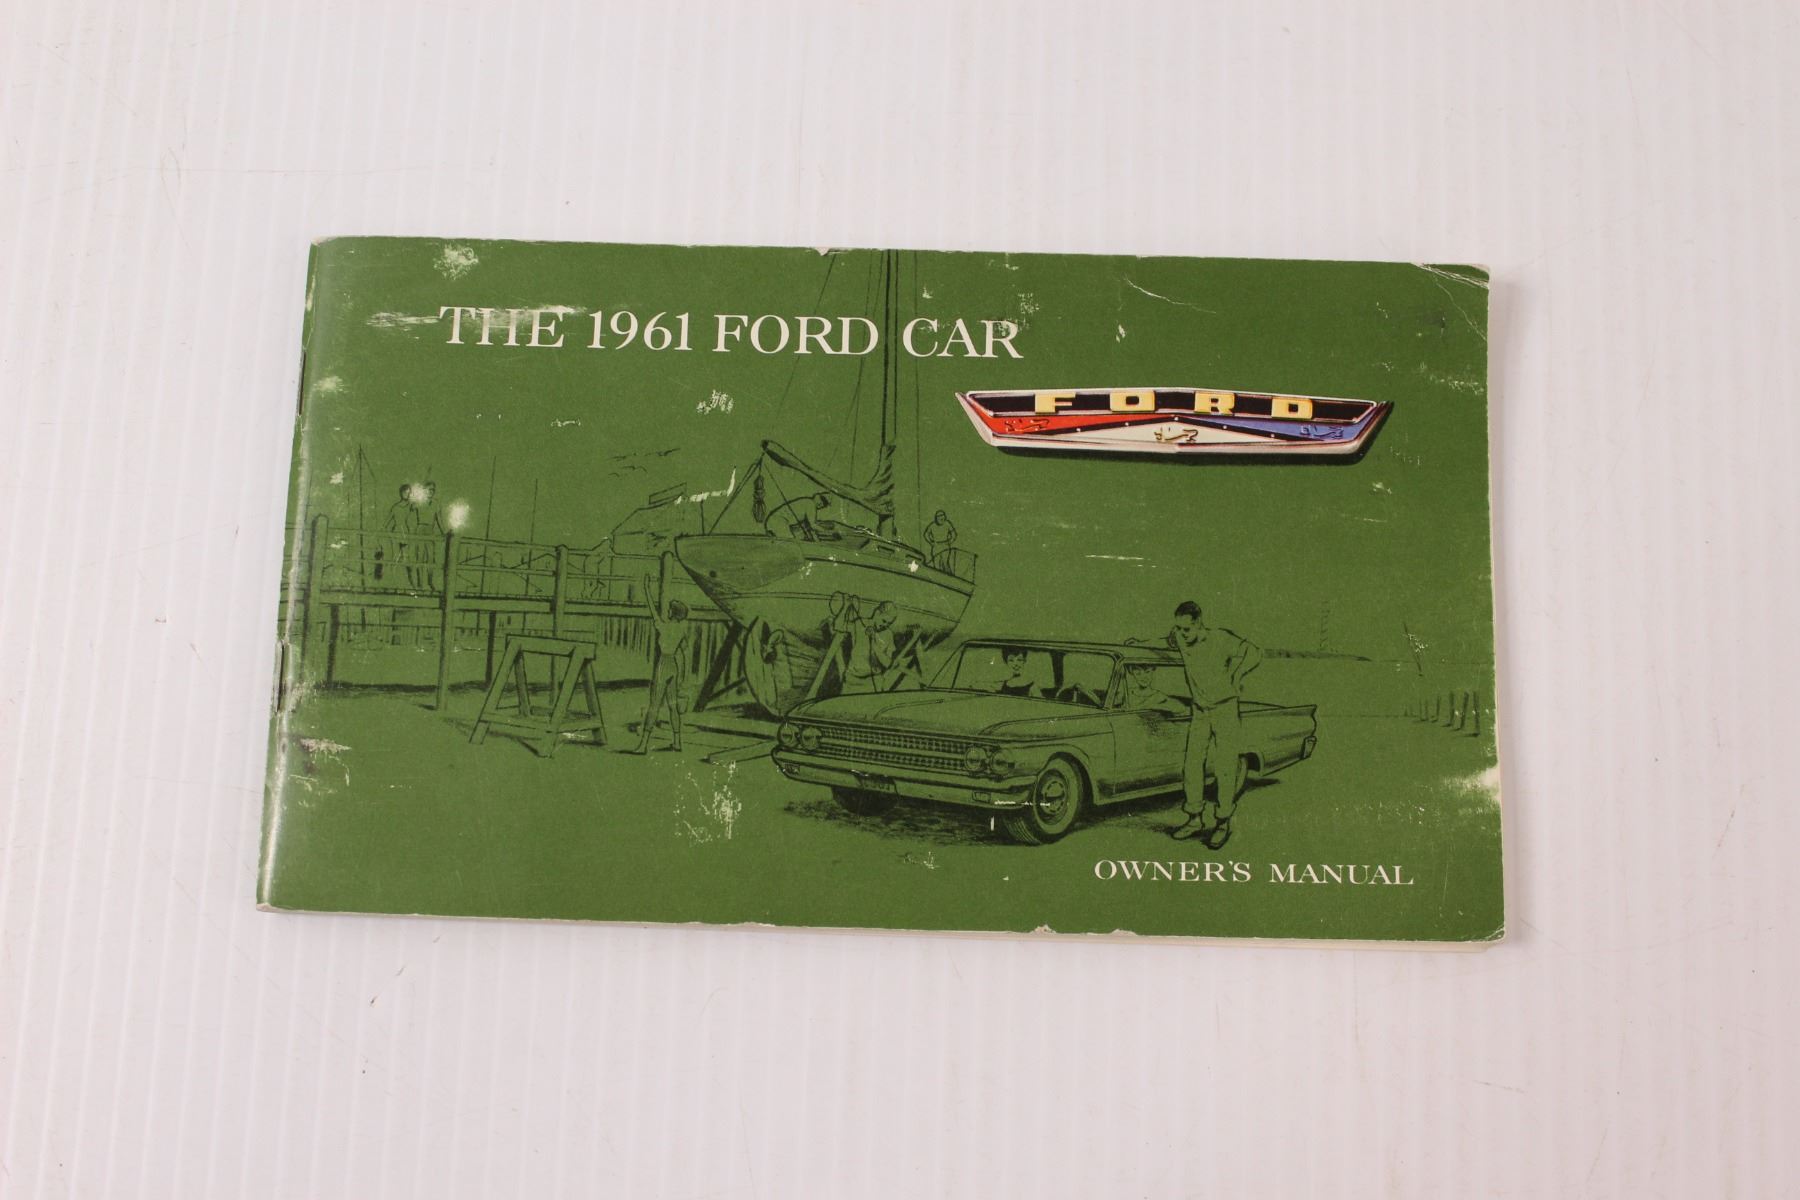 THE 1961 FORD CAR
FORD
OWNER'S MANUAL